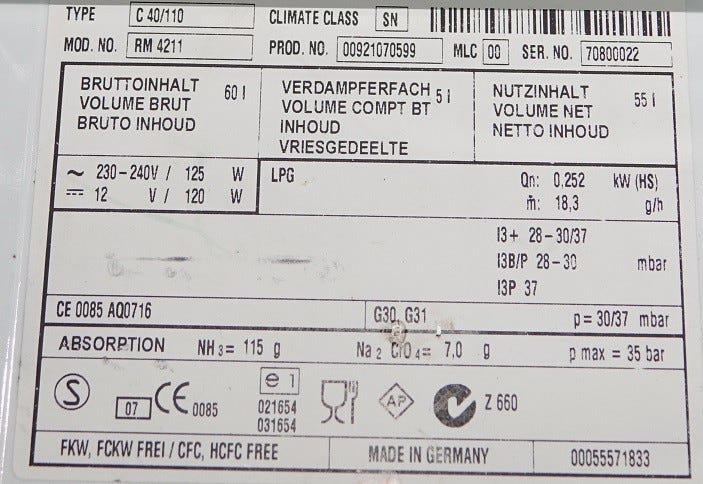 TYPE C 40/110 CLIMATE CLASS SN
MOD. NO. RM 4211 PROD. NO. 00921070599 MLC 00 SER. NO. 70800022
BRUTTOINHALT 60 l
VOLUME BRUT
BRUTO INHOUD
VERDAMPFERFACH 5 l
VOLUME COMPT BT
INHOUD
VRIESGEDEELTE
NUTZINHALT 55 l
VOLUME NET
NETTO INHOUD
~ 230-240V / 125 W
⎓ 12 V / 120 W
LPG Qn: 0,252 kW (HS)
ṁ: 18,3 g/h
I3+ 28-30/37
I3B/P 28-30 mbar
I3P 37
CE 0085 AQ0716 G30, G31 p= 30/37 mbar
ABSORPTION NH3= 115 g Na2 CrO4= 7,0 g p max = 35 bar
S 07 CE 0085
e 1
021654
031654
AP
Z 660
FKW, FCKW FREI / CFC, HCFC FREE MADE IN GERMANY 00055571833